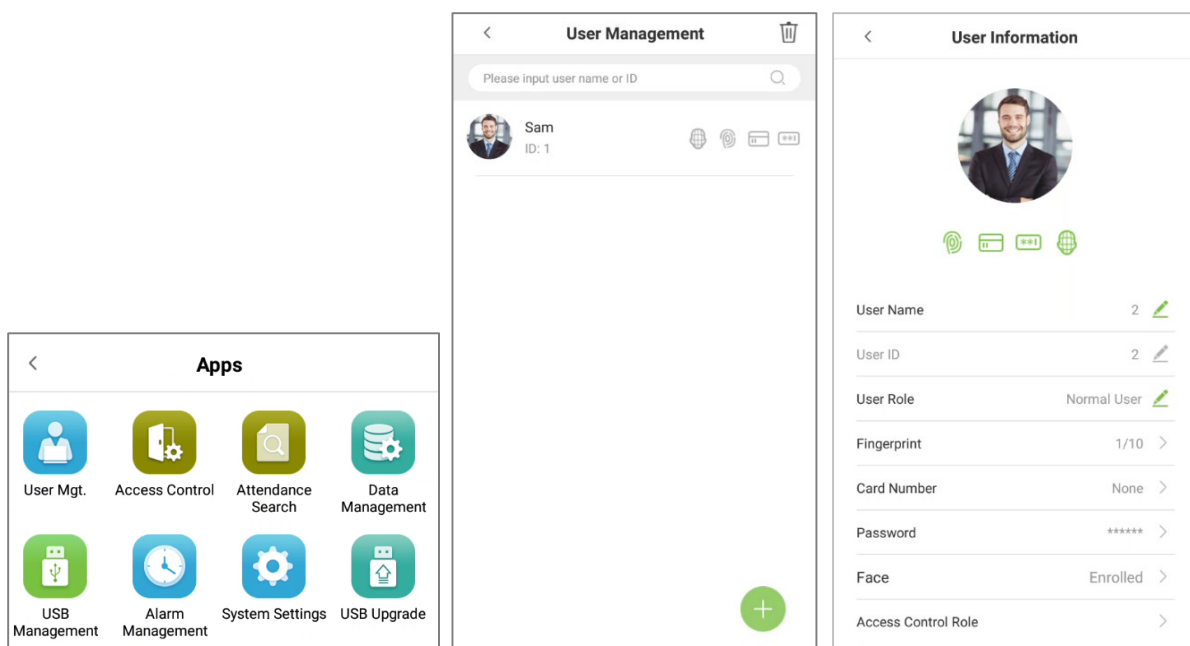 Apps
User Mgt.
Access Control
Attendance
Search
Data
Management
USB
Management
Alarm
Management
System Settings
USB Upgrade
User Management
Please input user name or ID
Sam
ID: 1
User Information
User Name 2
User ID 2
User Role Normal User
Fingerprint 1/10
Card Number None
Password ******
Face Enrolled
Access Control Role